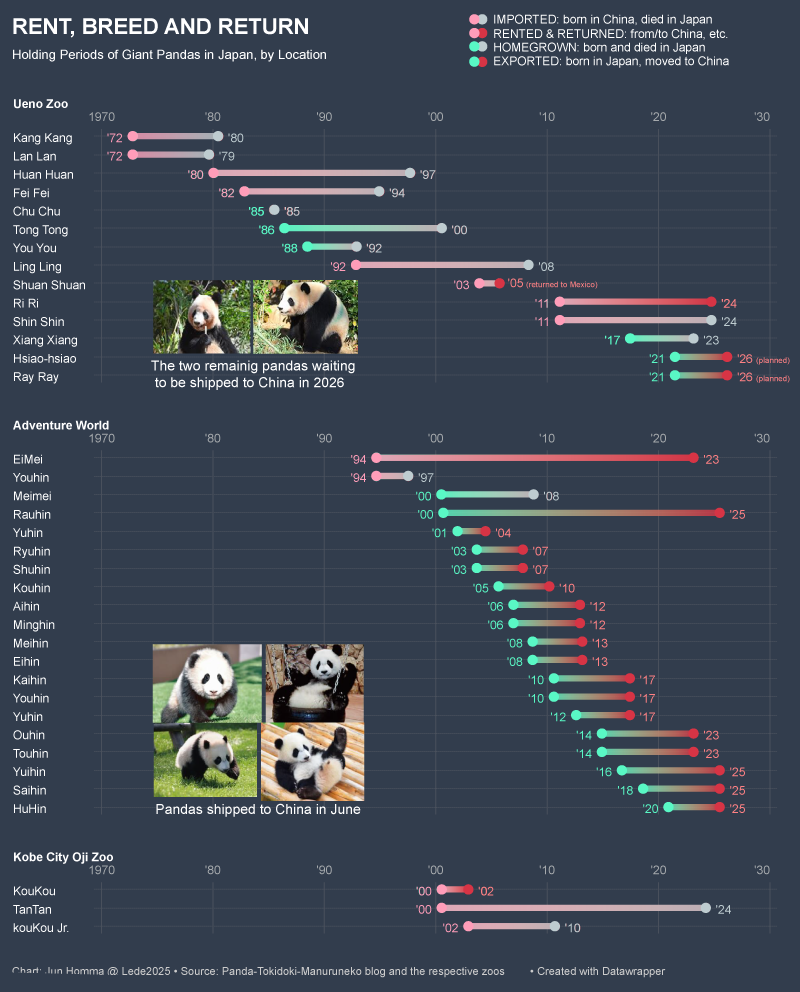 RENT, BREED AND RETURN
Holding Periods of Giant Pandas in Japan, by Location
IMPORTED: born in China, died in Japan
RENTED & RETURNED: from/to China, etc.
HOMEGROWN: born and died in Japan
EXPORTED: born in Japan, moved to China
Ueno Zoo
1970 '80 '90 '00 '10 '20 '30
Kang Kang '72 '80
Lan Lan '72 '79
Huan Huan '80 '97
Fei Fei '82 '94
Chu Chu '85 '85
Tong Tong '86 '00
You You '88 '92
Ling Ling '92 '08
Shuan Shuan '03 '05 (returned to Mexico)
Ri Ri '11 '24
Shin Shin '11 '24
Xiang Xiang '17 '23
Hsiao-hsiao '21 '26 (planned)
Ray Ray '21 '26 (planned)
The two remainig pandas waiting
to be shipped to China in 2026
Adventure World
1970 '80 '90 '00 '10 '20 '30
EiMei '94 '23
Youhin '94 '97
Meimei '00 '08
Rauhin '00 '25
Yuhin '01 '04
Ryuhin '03 '07
Shuhin '03 '07
Kouhin '05 '10
Aihin '06 '12
Minghin '06 '12
Meihin '08 '13
Eihin '08 '13
Kaihin '10 '17
Youhin '10 '17
Yuhin '12 '17
Ouhin '14 '23
Touhin '14 '23
Yuihin '16 '25
Saihin '18 '25
HuHin '20 '25
Pandas shipped to China in June
Kobe City Oji Zoo
1970 '80 '90 '00 '10 '20 '30
KouKou '00 '02
TanTan '00 '24
kouKou Jr. '02 '10
Chart: Jun Homma @ Lede2025 • Source: Panda-Tokidoki-Manuruneko blog and the respective zoos • Created with Datawrapper